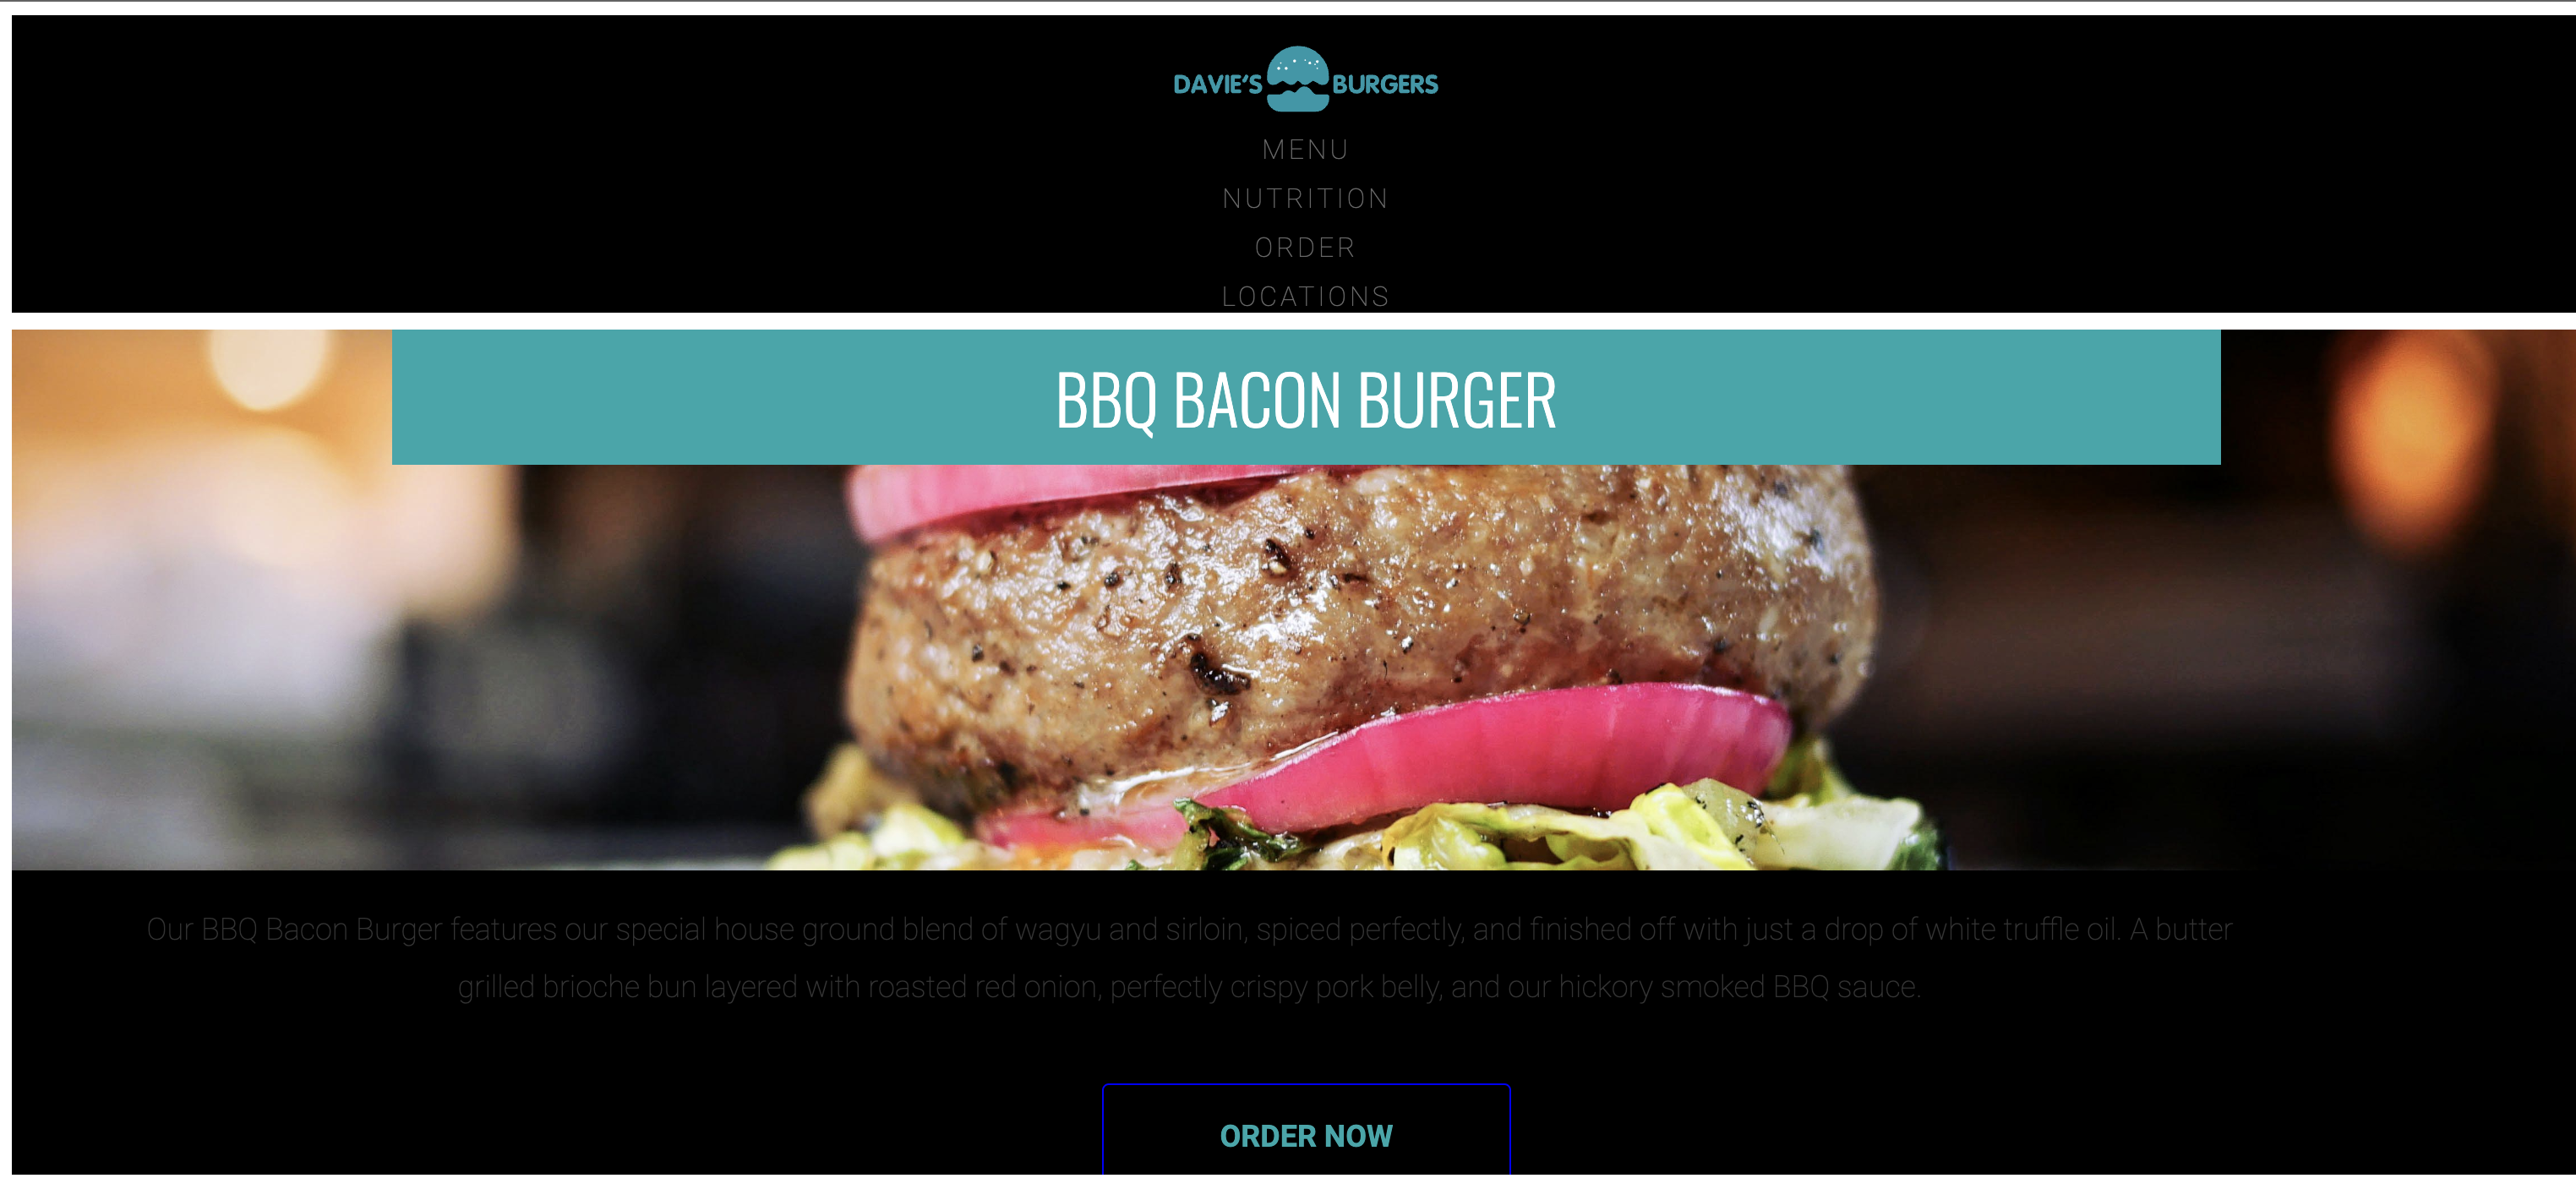 DAVIE'S BURGERS
MENU
NUTRITION
ORDER
LOCATIONS
BBQ BACON BURGER
Our BBQ Bacon Burger features our special house ground blend of wagyu and sirloin, spiced perfectly, and finished off with just a drop of white truffle oil. A butter
grilled brioche bun layered with roasted red onion, perfectly crispy pork belly, and our hickory smoked BBQ sauce.
ORDER NOW